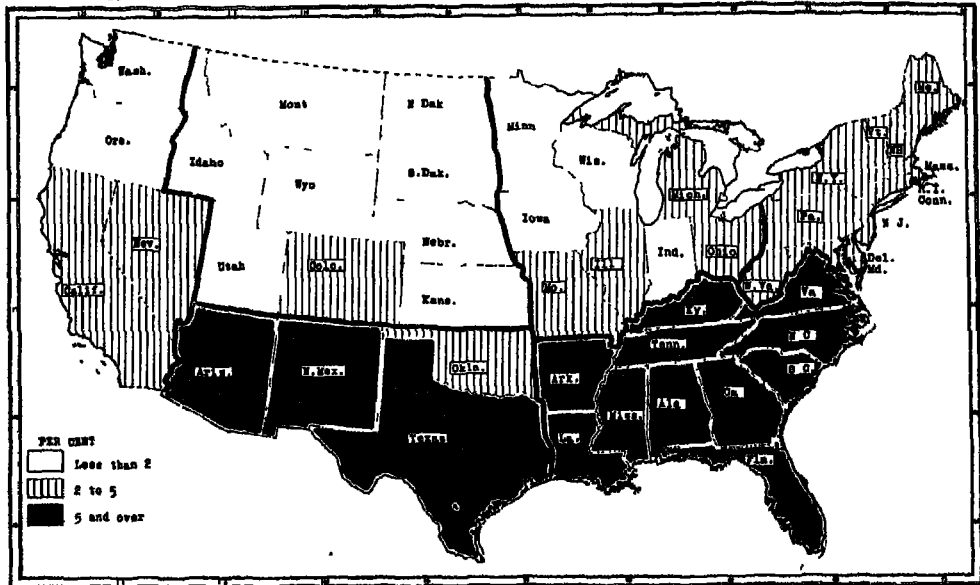 Wash.
Mont
N Dak
Minn
Me.
Ore.
Idaho
Wis.
Vt.
NH
Mass.
Wyo
S.Dak.
Mich.
N.Y.
R.I.
Conn.
Iowa
Pa.
N J.
Nev.
Nebr.
Ind.
Ohio
Utah
Colo.
Ill
Del.
Md.
Calif.
Kans.
Mo.
W.Va
Va
Ky.
N C
Tenn.
Ariz.
N.Mex.
Okla.
Ark.
S C.
Miss.
Ala
Ga
Texas
La.
Fla.
PER CENT
Less than 2
2 to 5
5 and over